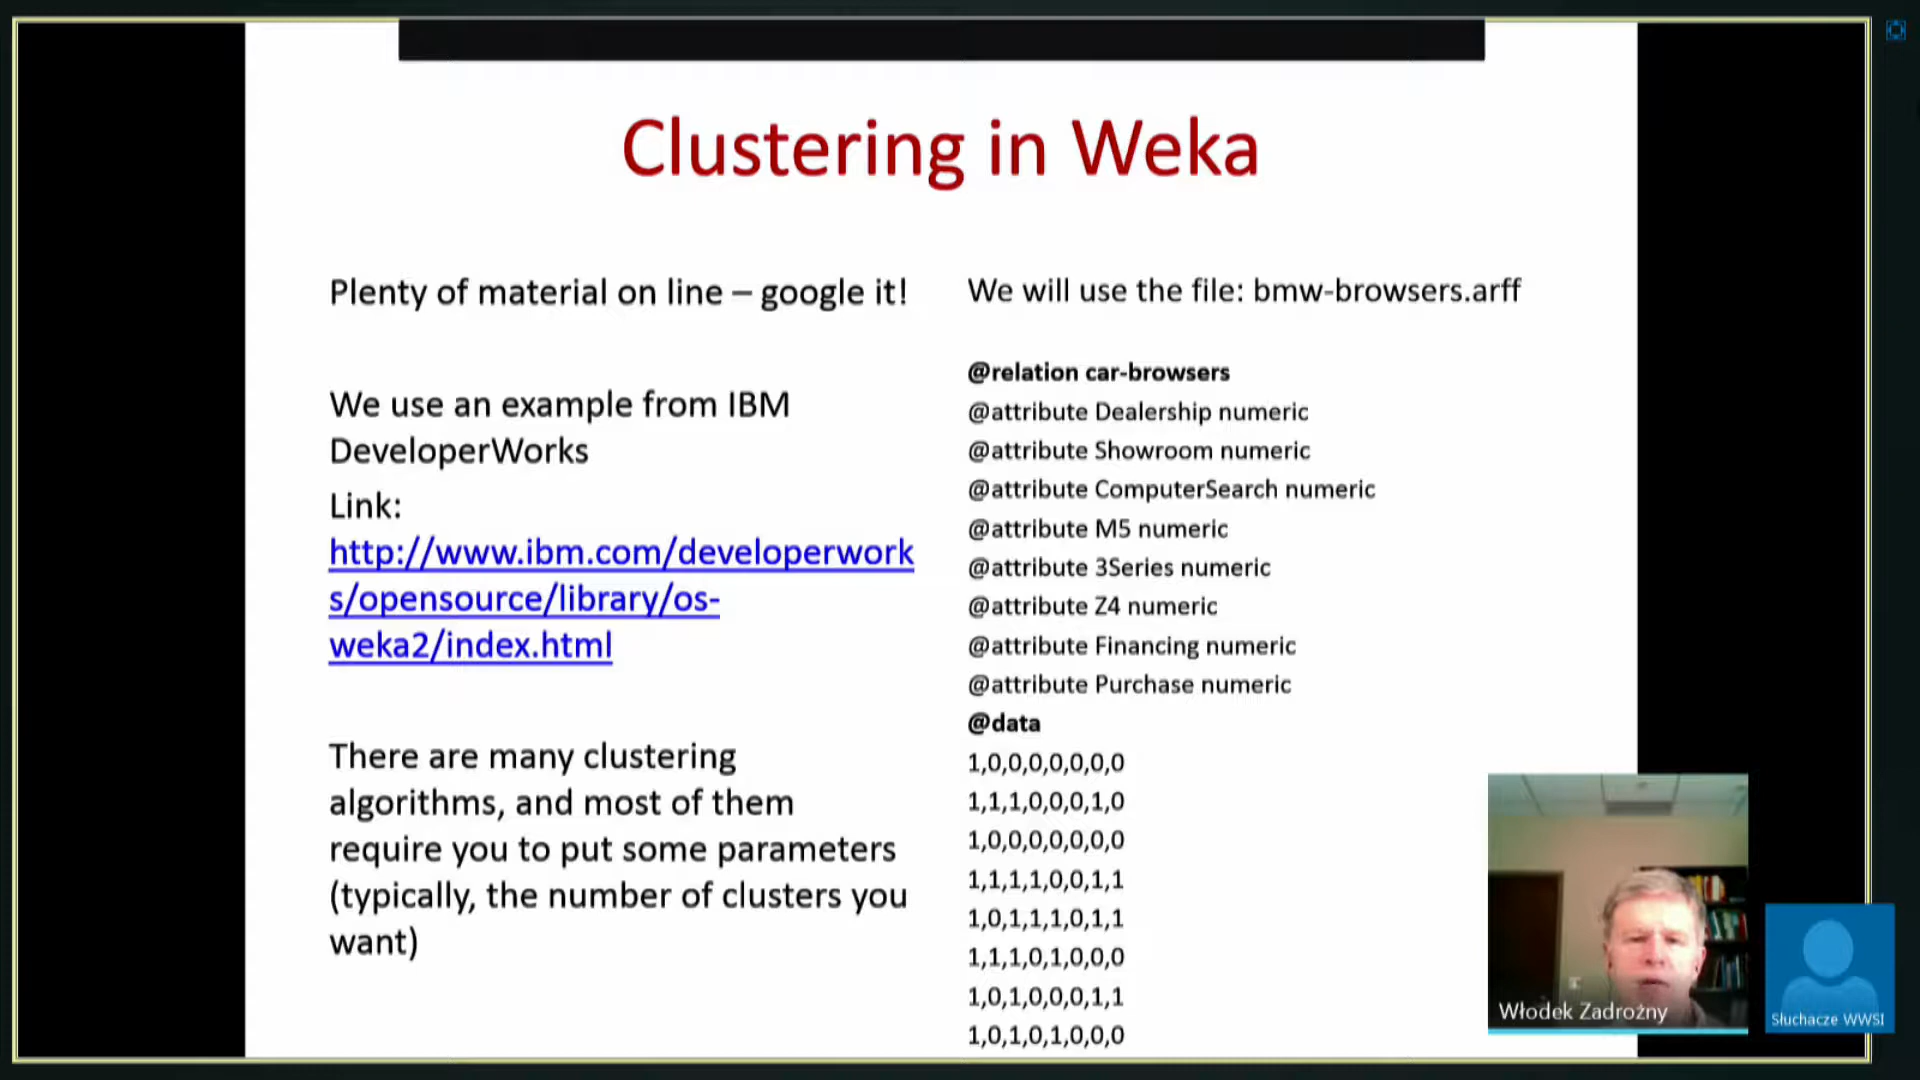 Clustering in Weka
Plenty of material on line – google it!
We use an example from IBM
DeveloperWorks
Link:
http://www.ibm.com/developerwork
s/opensource/library/os-
weka2/index.html
There are many clustering
algorithms, and most of them
require you to put some parameters
(typically, the number of clusters you
want)
We will use the file: bmw-browsers.arff
@relation car-browsers
@attribute Dealership numeric
@attribute Showroom numeric
@attribute ComputerSearch numeric
@attribute M5 numeric
@attribute 3Series numeric
@attribute Z4 numeric
@attribute Financing numeric
@attribute Purchase numeric
@data
1,0,0,0,0,0,0,0
1,1,1,0,0,0,1,0
1,0,0,0,0,0,0,0
1,1,1,1,0,0,1,1
1,0,1,1,1,0,1,1
1,1,1,0,1,0,0,0
1,0,1,0,0,0,1,1
1,0,1,0,1,0,0,0
Włodek Zadrożny
Słuchacze WWSI